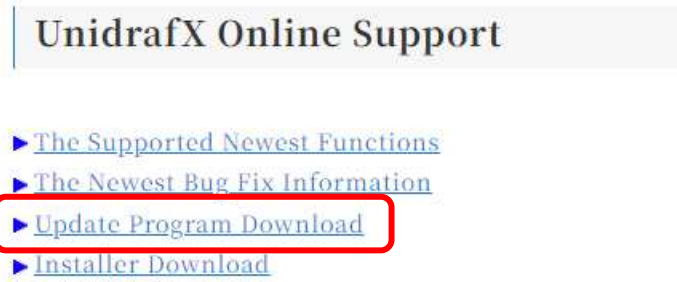 UnidrafX Online Support
▶The Supported Newest Functions
▶The Newest Bug Fix Information
▶Update Program Download
▶Installer Download